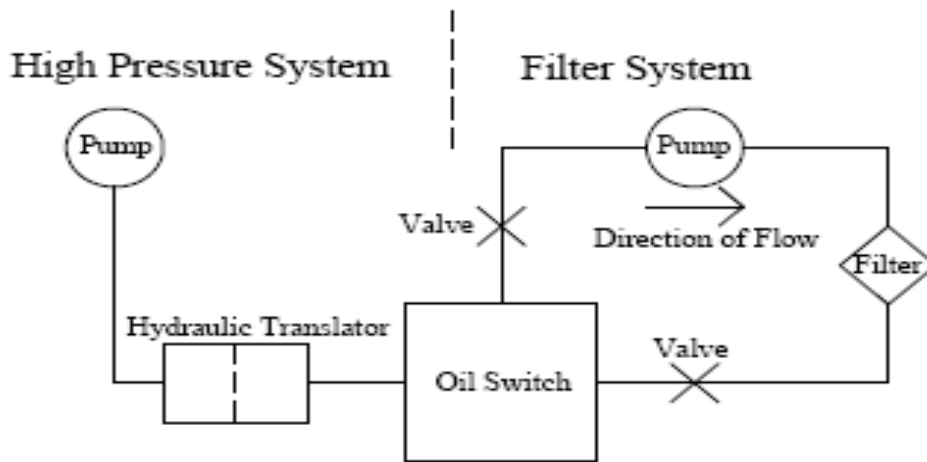 High Pressure System
Filter System
Pump
Pump
Valve
Direction of Flow
Filter
Hydraulic Translator
Valve
Oil Switch